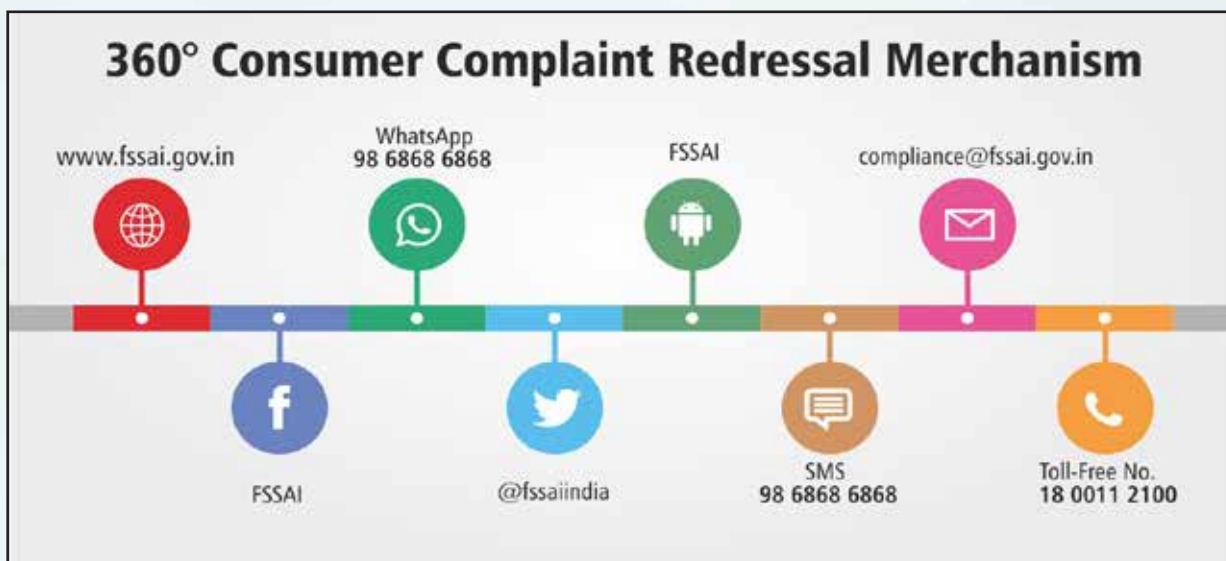 360° Consumer Complaint Redressal Merchanism
www.fssai.gov.in
WhatsApp
98 6868 6868
FSSAI
compliance@fssai.gov.in
FSSAI
@fssaiindia
SMS
98 6868 6868
Toll-Free No.
18 0011 2100